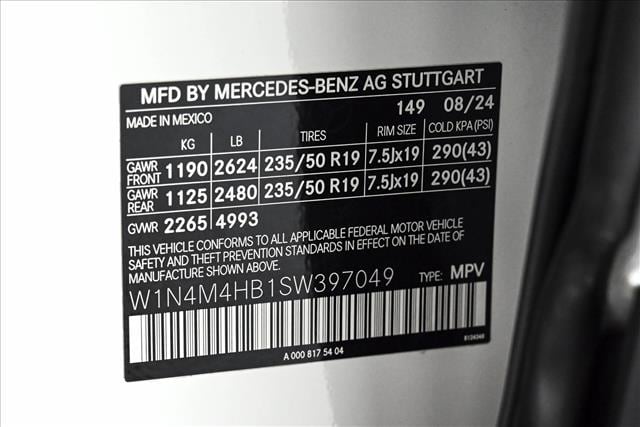 MFD BY MERCEDES-BENZ AG STUTTGART
149 08/24
MADE IN MEXICO
KG LB TIRES RIM SIZE COLD KPA(PSI)
GAWR FRONT 1190 2624 235/50 R19 7.5Jx19 290(43)
GAWR REAR 1125 2480 235/50 R19 7.5Jx19 290(43)
GVWR 2265 4993
THIS VEHICLE CONFORMS TO ALL APPLICABLE FEDERAL MOTOR VEHICLE
SAFETY AND THEFT PREVENTION STANDARDS IN EFFECT ON THE DATE
OF MANUFACTURE SHOWN ABOVE.
W1N4M4HB1SW397049 TYPE: MPV
A 000 817 54 04